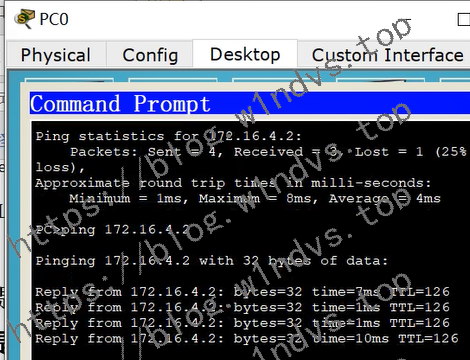 PC0
Physical Config Desktop Custom Interface
Command Prompt
Ping statistics for 172.16.4.2:
Packets: Sent = 4, Received = 3, Lost = 1 (25%
loss),
Approximate round trip times in milli-seconds:
Minimum = 1ms, Maximum = 8ms, Average = 4ms
PC>ping 172.16.4.2
Pinging 172.16.4.2 with 32 bytes of data:
Reply from 172.16.4.2: bytes=32 time=7ms TTL=126
Reply from 172.16.4.2: bytes=32 time=1ms TTL=126
Reply from 172.16.4.2: bytes=32 time=1ms TTL=126
Reply from 172.16.4.2: bytes=32 time=10ms TTL=126
https://blog.w1ndvs.top
https://blog.w1ndvs.top
https://blog.w1ndvs.top